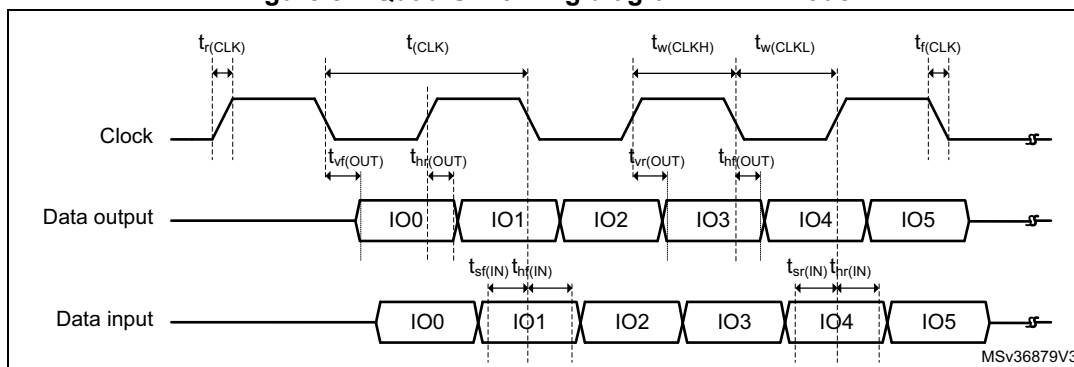 tr(CLK) t(CLK) tw(CLKH) tw(CLKL) tf(CLK)
Clock
tvf(OUT) thr(OUT) tvr(OUT) thf(OUT)
Data output IO0 IO1 IO2 IO3 IO4 IO5
tsf(IN) thf(IN) tsr(IN) thr(IN)
Data input IO0 IO1 IO2 IO3 IO4 IO5
MSv36879V3